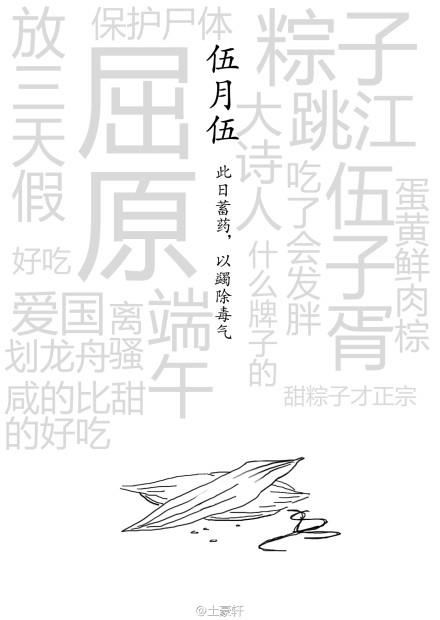 放三天假
保护尸体
屈原
伍月伍
此日蓄药，以蠲除毒气
粽子
大诗人
跳江
吃了会发胖
伍子胥
蛋黄鲜肉棕
好吃
什么牌子的
爱国
离骚
端午
划龙舟
咸的比甜的好吃
甜粽子才正宗
@土豪轩